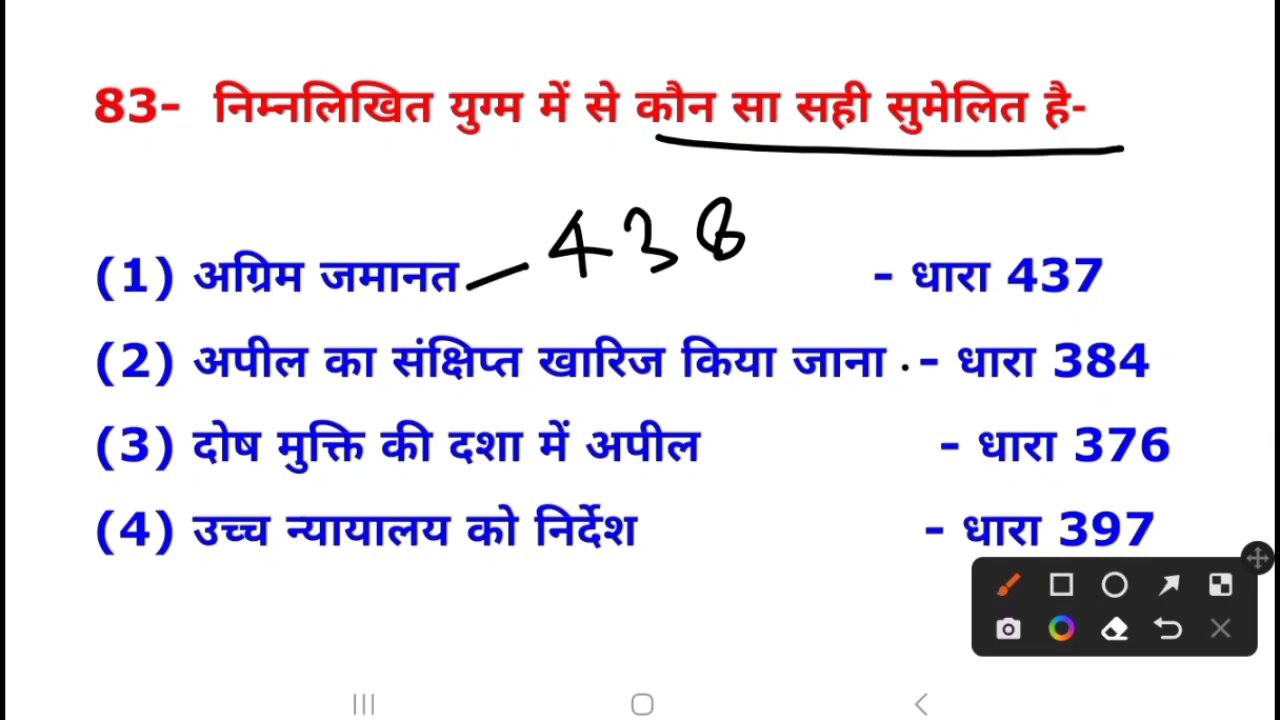 83- निम्नलिखित युग्म में से कौन सा सही सुमेलित है-
438
(1) अग्रिम जमानत - धारा 437
(2) अपील का संक्षिप्त खारिज किया जाना - धारा 384
(3) दोष मुक्ति की दशा में अपील - धारा 376
(4) उच्च न्यायालय को निर्देश - धारा 397